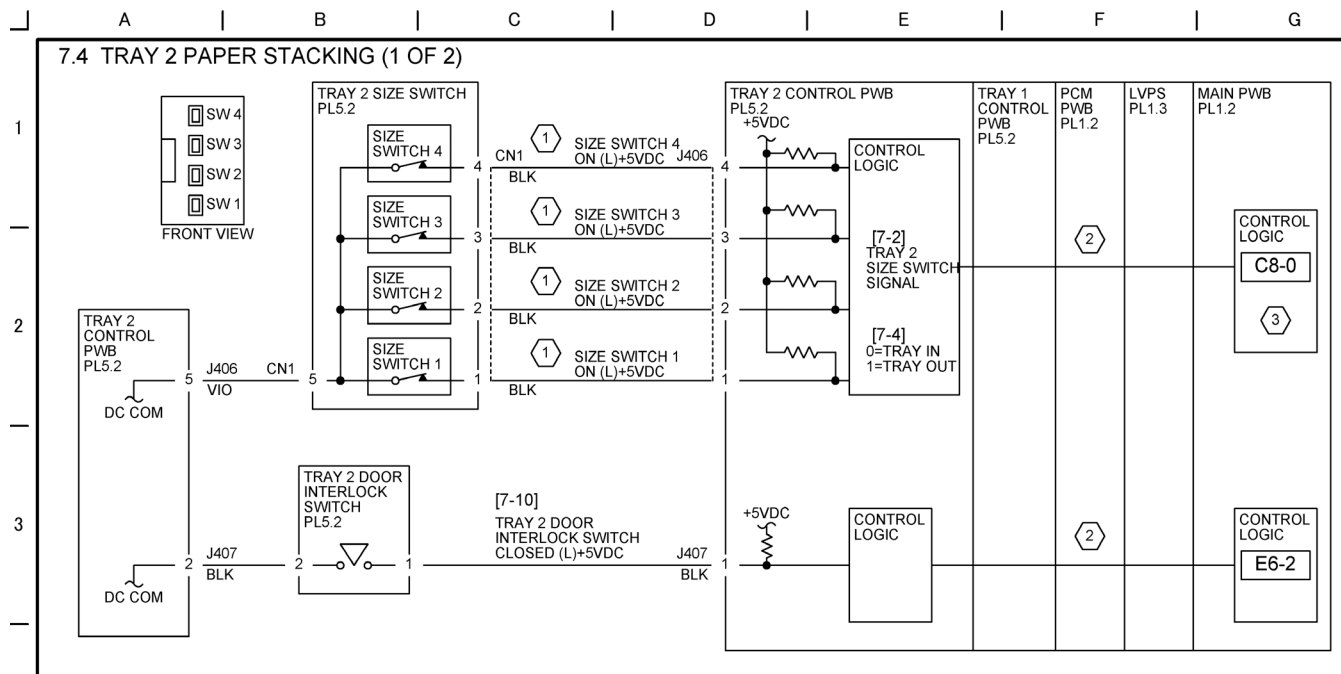 A B C D E F G
7.4 TRAY 2 PAPER STACKING (1 OF 2)
1
2
3
SW 4
SW 3
SW 2
SW 1
FRONT VIEW
TRAY 2 SIZE SWITCH
PL5.2
SIZE
SWITCH 4
4
SIZE
SWITCH 3
3
SIZE
SWITCH 2
2
SIZE
SWITCH 1
1
CN1
1
SIZE SWITCH 4
ON (L)+5VDC
J406
BLK
4
1
SIZE SWITCH 3
ON (L)+5VDC
BLK
3
1
SIZE SWITCH 2
ON (L)+5VDC
BLK
2
1
SIZE SWITCH 1
ON (L)+5VDC
BLK
1
TRAY 2 CONTROL PWB
PL5.2
+5VDC
CONTROL
LOGIC
[7-2]
TRAY 2
SIZE SWITCH
SIGNAL
[7-4]
0=TRAY IN
1=TRAY OUT
TRAY 1
CONTROL
PWB
PL5.2
PCM
PWB
PL1.2
LVPS
PL1.3
MAIN PWB
PL1.2
2
CONTROL
LOGIC
C8-0
3
TRAY 2
CONTROL
PWB
PL5.2
5
J406
VIO
CN1
5
DC COM
TRAY 2 DOOR
INTERLOCK
SWITCH
PL5.2
2
J407
BLK
2
1
DC COM
[7-10]
TRAY 2 DOOR
INTERLOCK SWITCH
CLOSED (L)+5VDC
J407
BLK
1
+5VDC
CONTROL
LOGIC
2
CONTROL
LOGIC
E6-2